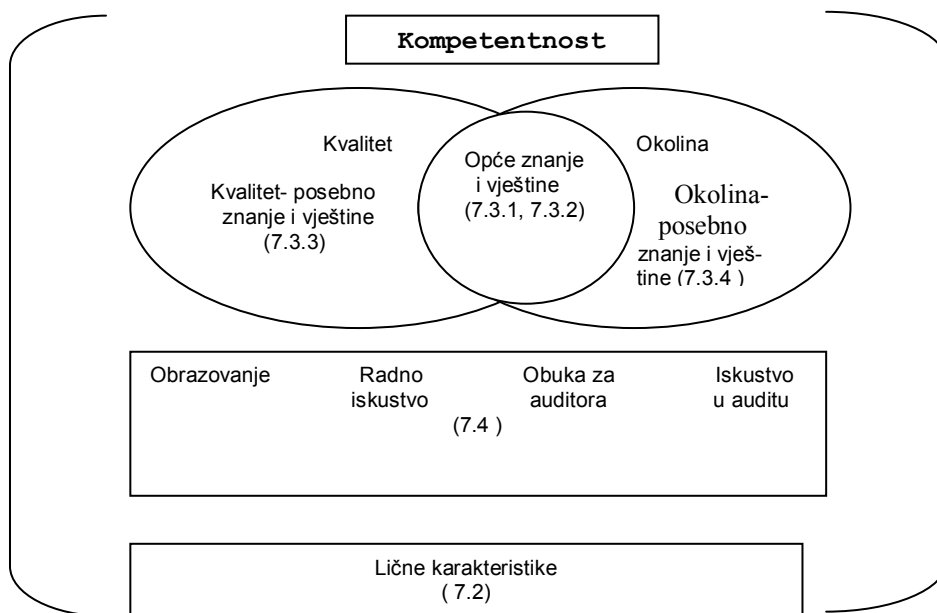 Kompetentnost
Kvalitet
Kvalitet- posebno
znanje i vještine
(7.3.3)
Opće znanje
i vještine
(7.3.1, 7.3.2)
Okolina
Okolina-
posebno
znanje i vješ-
tine (7.3.4 )
Obrazovanje
Radno
iskustvo
Obuka za
auditora
Iskustvo
u auditu
(7.4 )
Lične karakteristike
( 7.2)